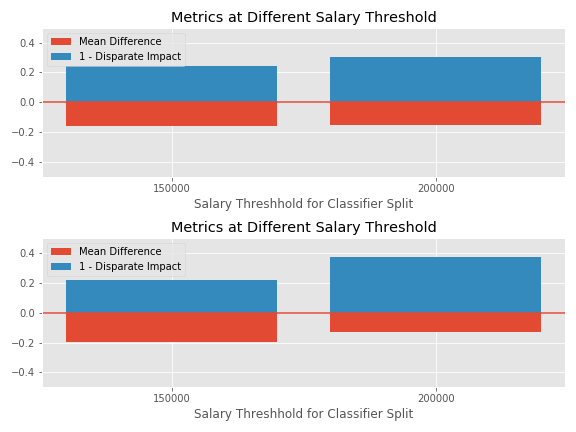 Metrics at Different Salary Threshold
0.4
Mean Difference
1 - Disparate Impact
0.2
0.0
−0.2
−0.4
150000
200000
Salary Threshhold for Classifier Split
Metrics at Different Salary Threshold
0.4
Mean Difference
1 - Disparate Impact
0.2
0.0
−0.2
−0.4
150000
200000
Salary Threshhold for Classifier Split